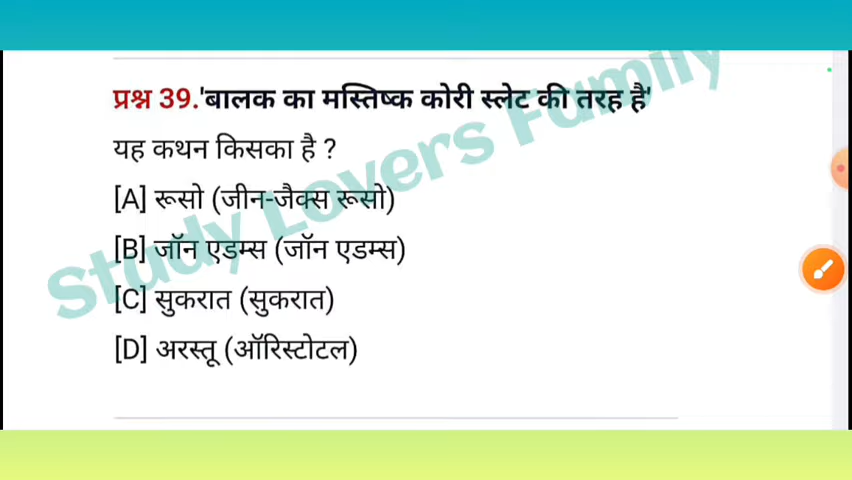 प्रश्न 39.'बालक का मस्तिष्क कोरी स्लेट की तरह है'
यह कथन किसका है ?
[A] रूसो (जीन-जैक्स रूसो)
[B] जॉन एडम्स (जॉन एडम्स)
[C] सुकरात (सुकरात)
[D] अरस्तू (ऑरिस्टोटल)
Study Lovers Family